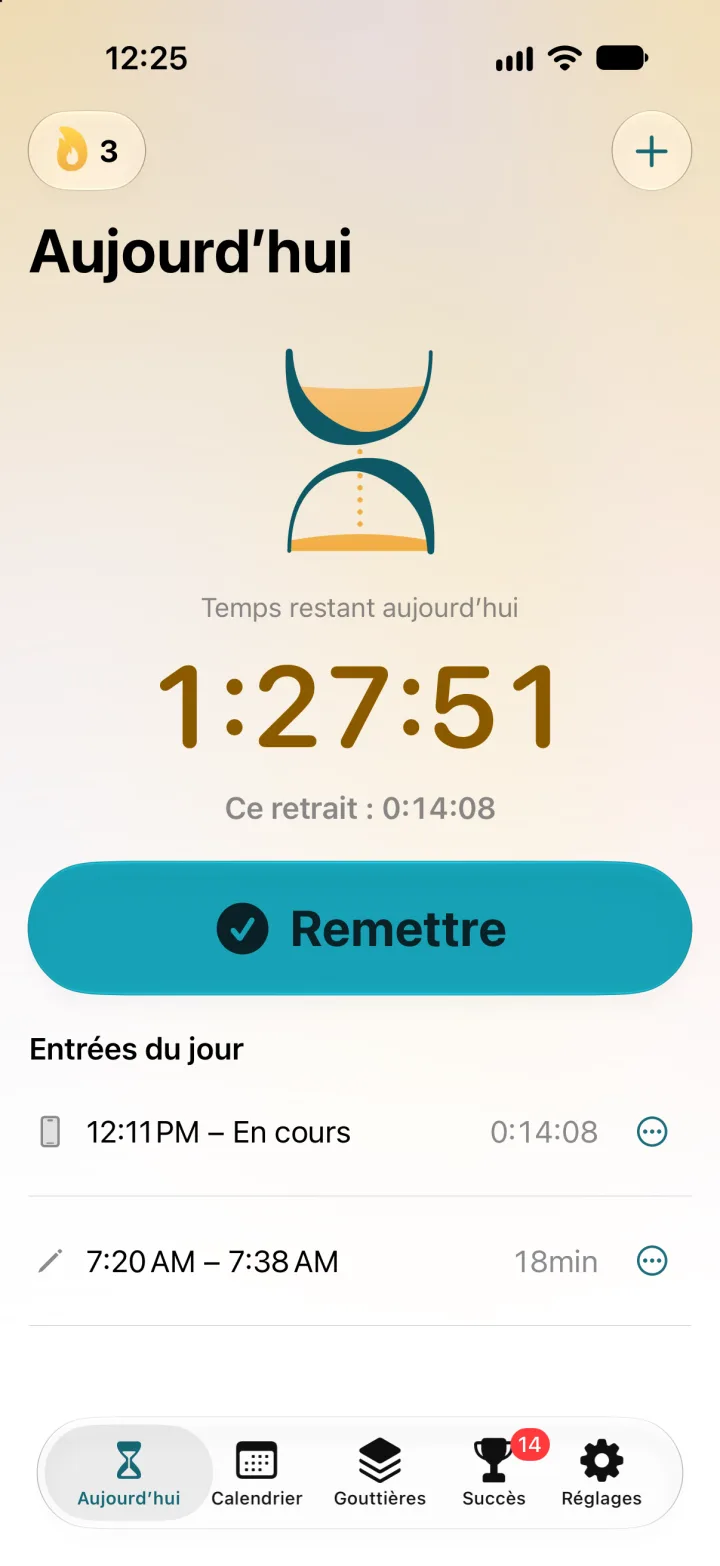 12:25
3
Aujourd’hui
Temps restant aujourd’hui
1:27:51
Ce retrait : 0:14:08
Remettre
Entrées du jour
12:11 PM – En cours 0:14:08
7:20 AM – 7:38 AM 18min
14
Aujourd’hui Calendrier Gouttières Succès Réglages